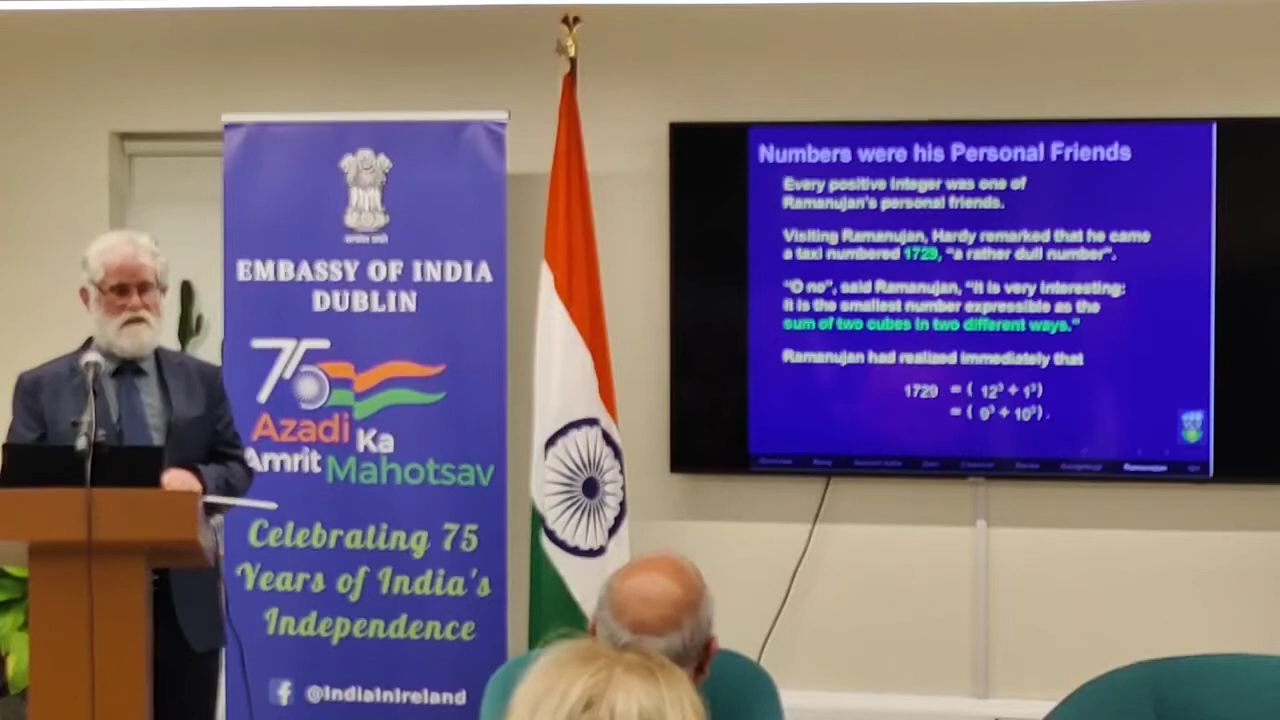 EMBASSY OF INDIA
DUBLIN
75
Azadi Ka
Amrit Mahotsav
Celebrating 75
Years of India's
Independence
@IndiaInIreland
Numbers were his Personal Friends
Every positive integer was one of
Ramanujan's personal friends.
Visiting Ramanujan, Hardy remarked that he came
a taxi numbered 1729, "a rather dull number".
"O no", said Ramanujan, "it is very interesting:
it is the smallest number expressible as the
sum of two cubes in two different ways."
Ramanujan had realized immediately that
1729 = ( 12³ + 1³)
= ( 9³ + 10³) .
Ramanujan